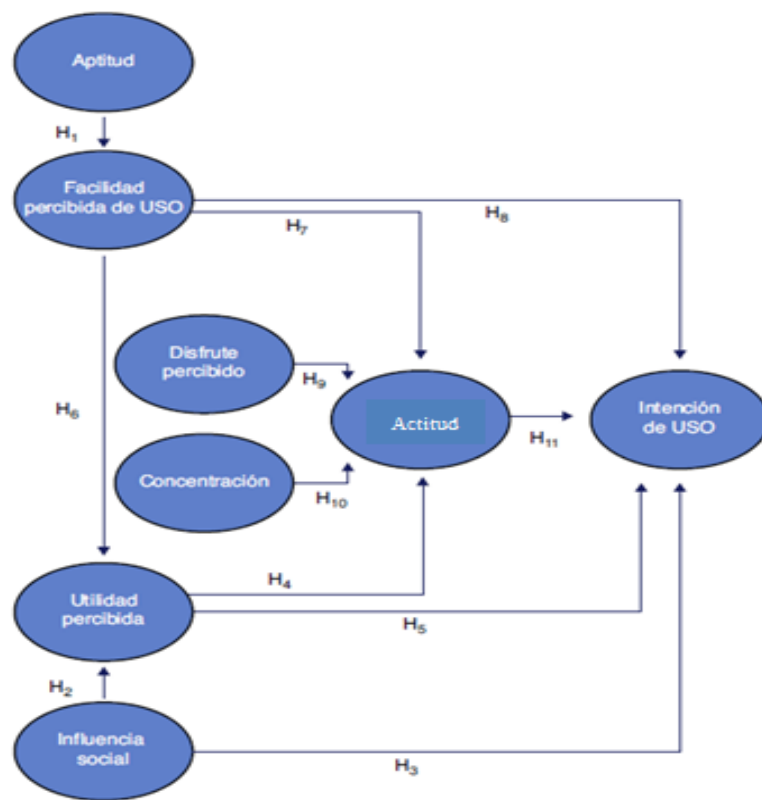 Aptitud
H1
Facilidad
percibida de USO
H8
H7
Disfrute
percibido
H9
H6
Actitud
Intención
de USO
H11
Concentración
H10
H4
Utilidad
percibida
H5
H2
Influencia
social
H3